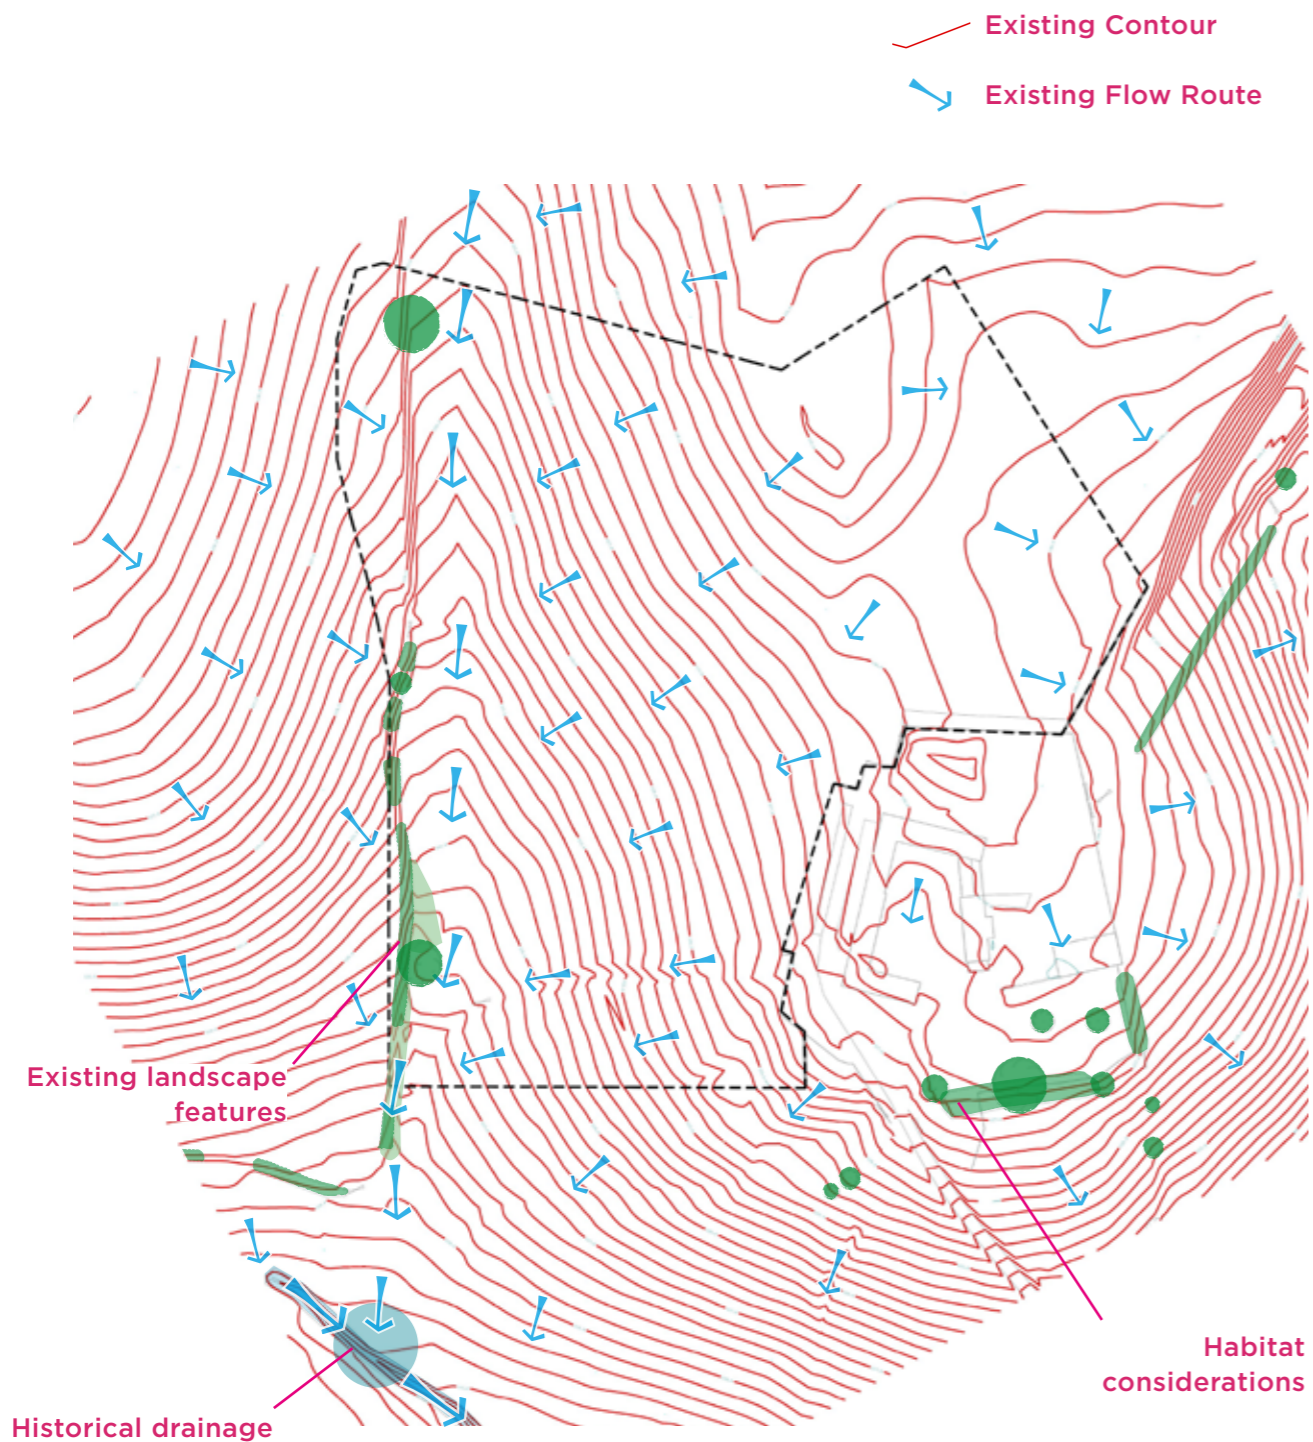 Existing Contour
Existing Flow Route
Existing landscape
features
Habitat
considerations
Historical drainage